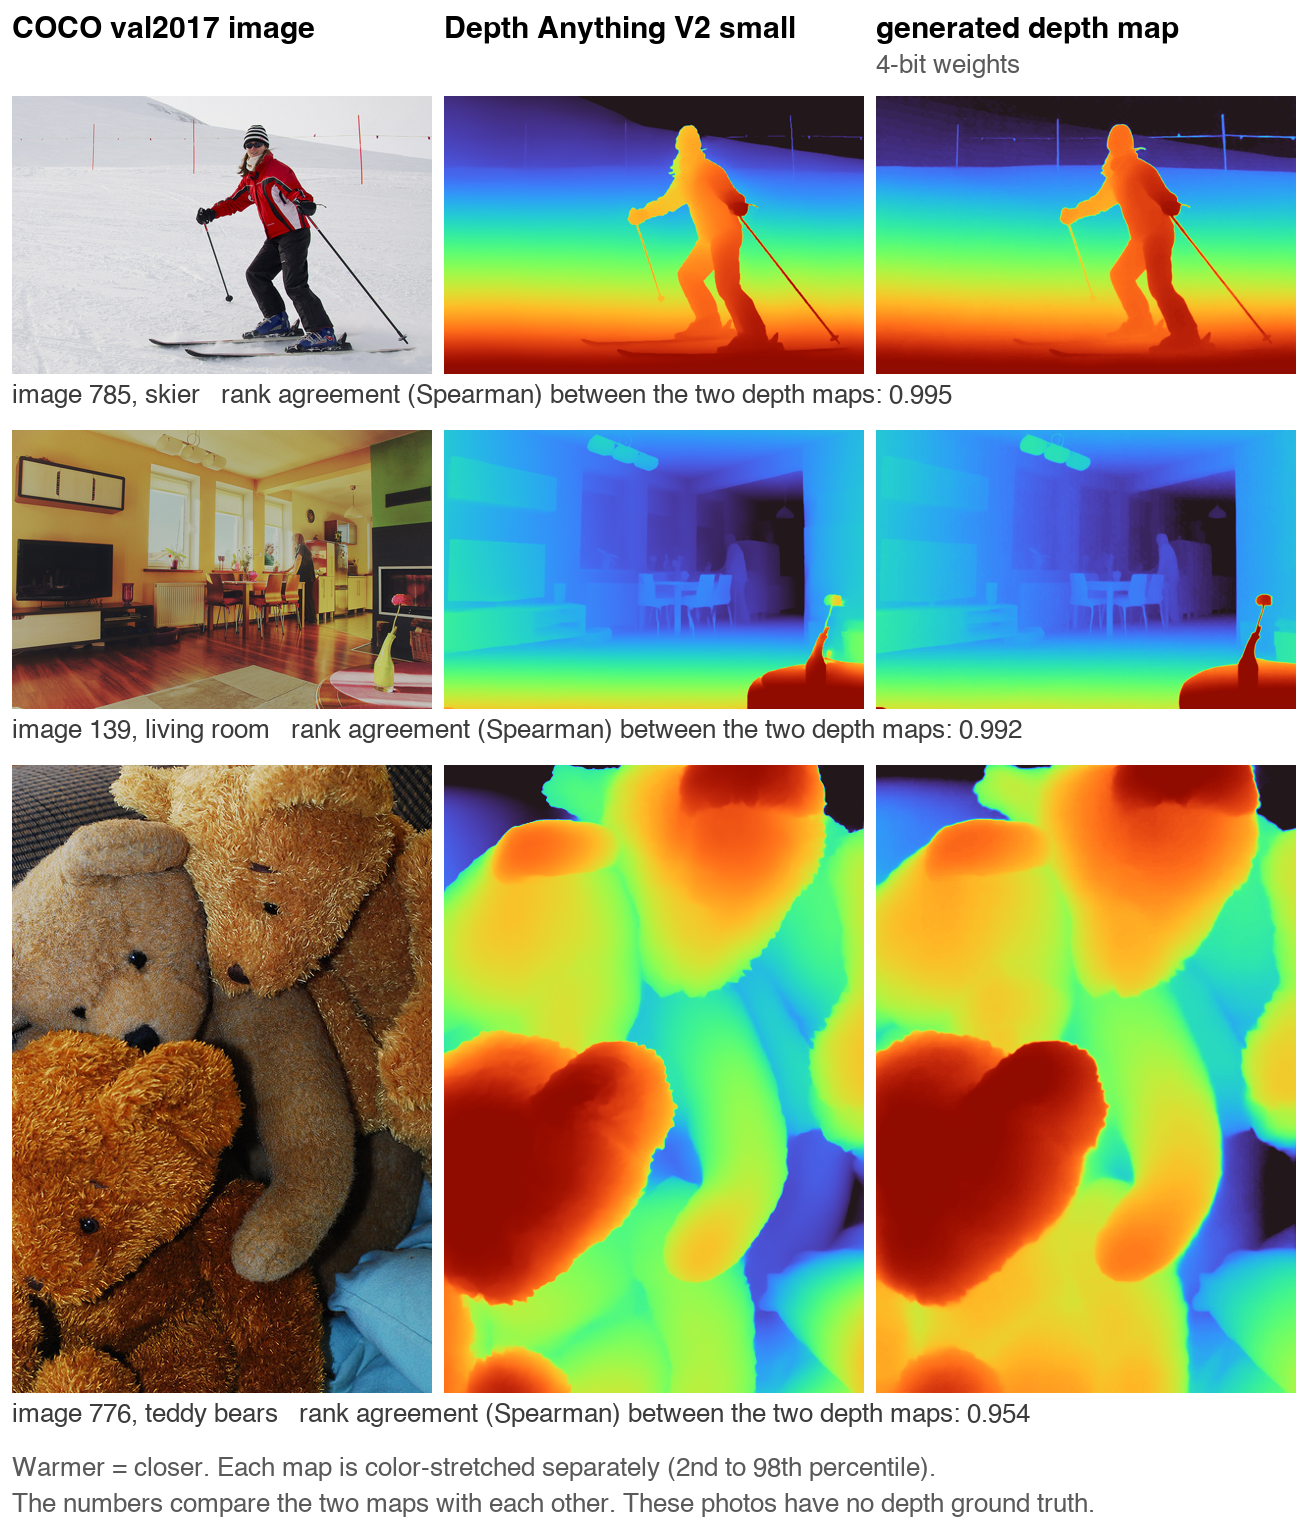 COCO val2017 image
Depth Anything V2 small
generated depth map
4-bit weights
image 785, skier   rank agreement (Spearman) between the two depth maps: 0.995
image 139, living room   rank agreement (Spearman) between the two depth maps: 0.992
image 776, teddy bears   rank agreement (Spearman) between the two depth maps: 0.954
Warmer = closer. Each map is color-stretched separately (2nd to 98th percentile).
The numbers compare the two maps with each other. These photos have no depth ground truth.